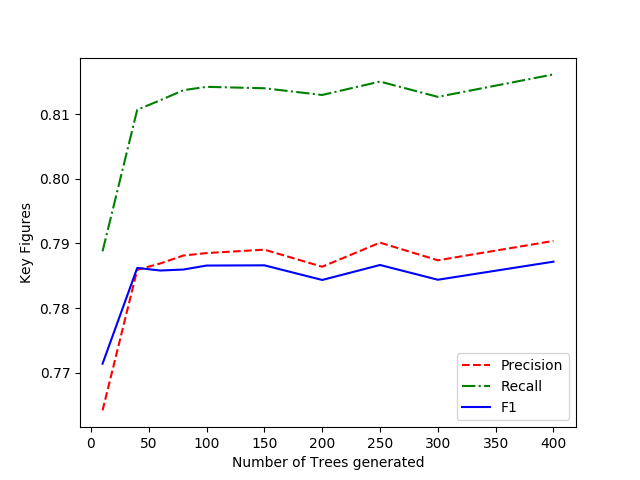 0.81
0.80
0.79
0.78
0.77
Key Figures
0 50 100 150 200 250 300 350 400
Number of Trees generated
Precision
Recall
F1